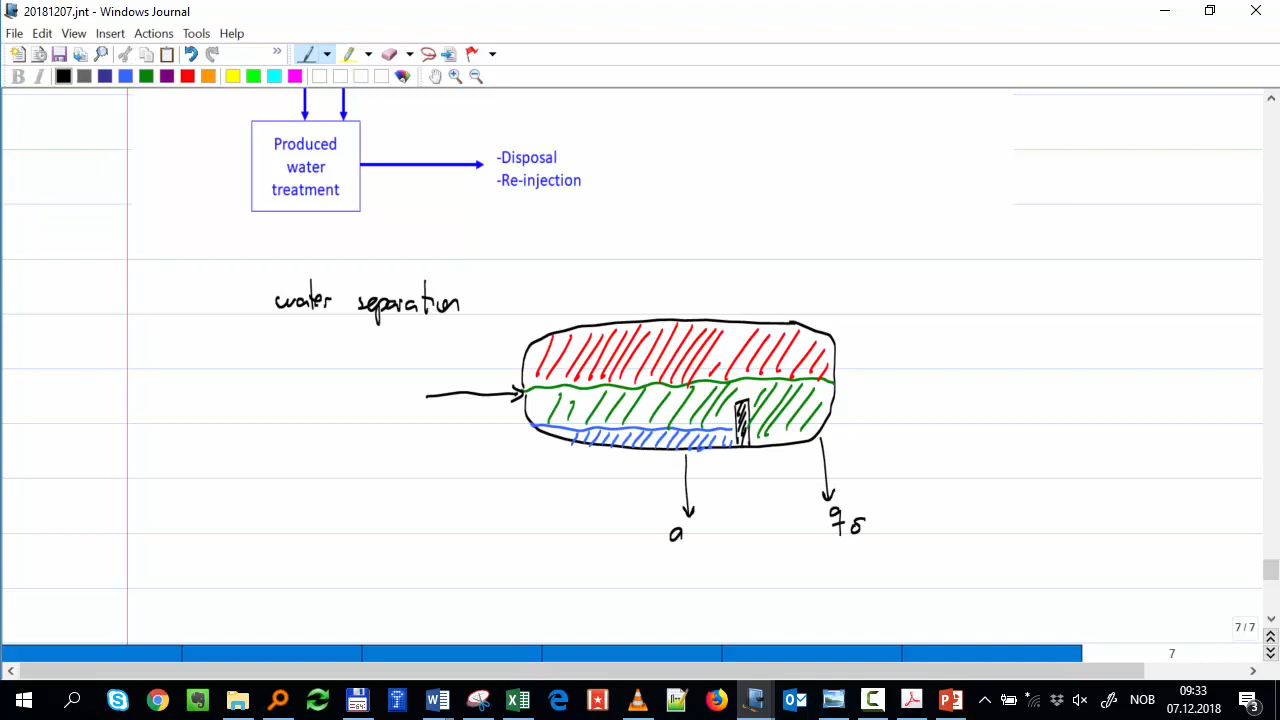 20181207.jnt - Windows Journal
File Edit View Insert Actions Tools Help
B I
Produced
water
treatment
-Disposal
-Re-injection
water separation
a
q o
7 / 7
7
NOB
09:33
07.12.2018
3